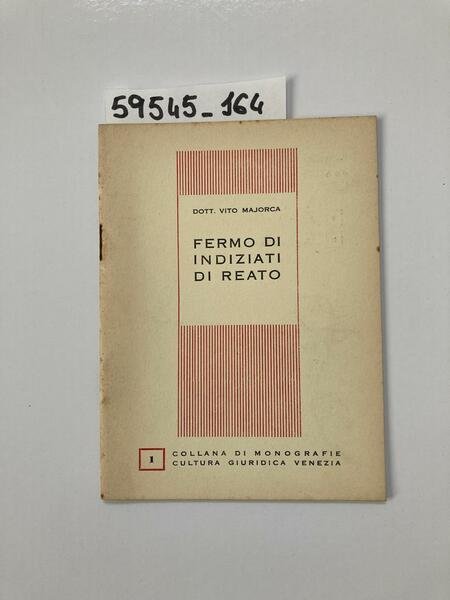 59545_164
DOTT. VITO MAJORCA
FERMO DI
INDIZIATI
DI REATO
1
COLLANA DI MONOGRAFIE
CULTURA GIURIDICA VENEZIA